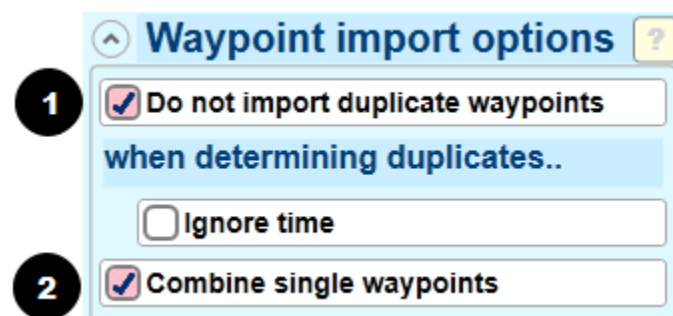 Waypoint import options ?
1 Do not import duplicate waypoints
when determining duplicates..
Ignore time
2 Combine single waypoints